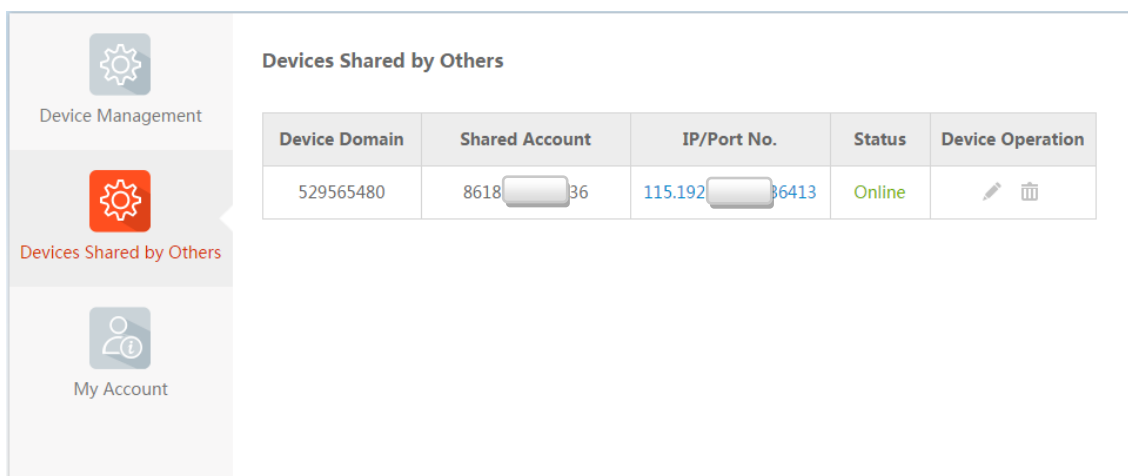 Device Management
Devices Shared by Others
My Account
Devices Shared by Others
Device Domain Shared Account IP/Port No. Status Device Operation
529565480 8618 36 115.192 36413 Online